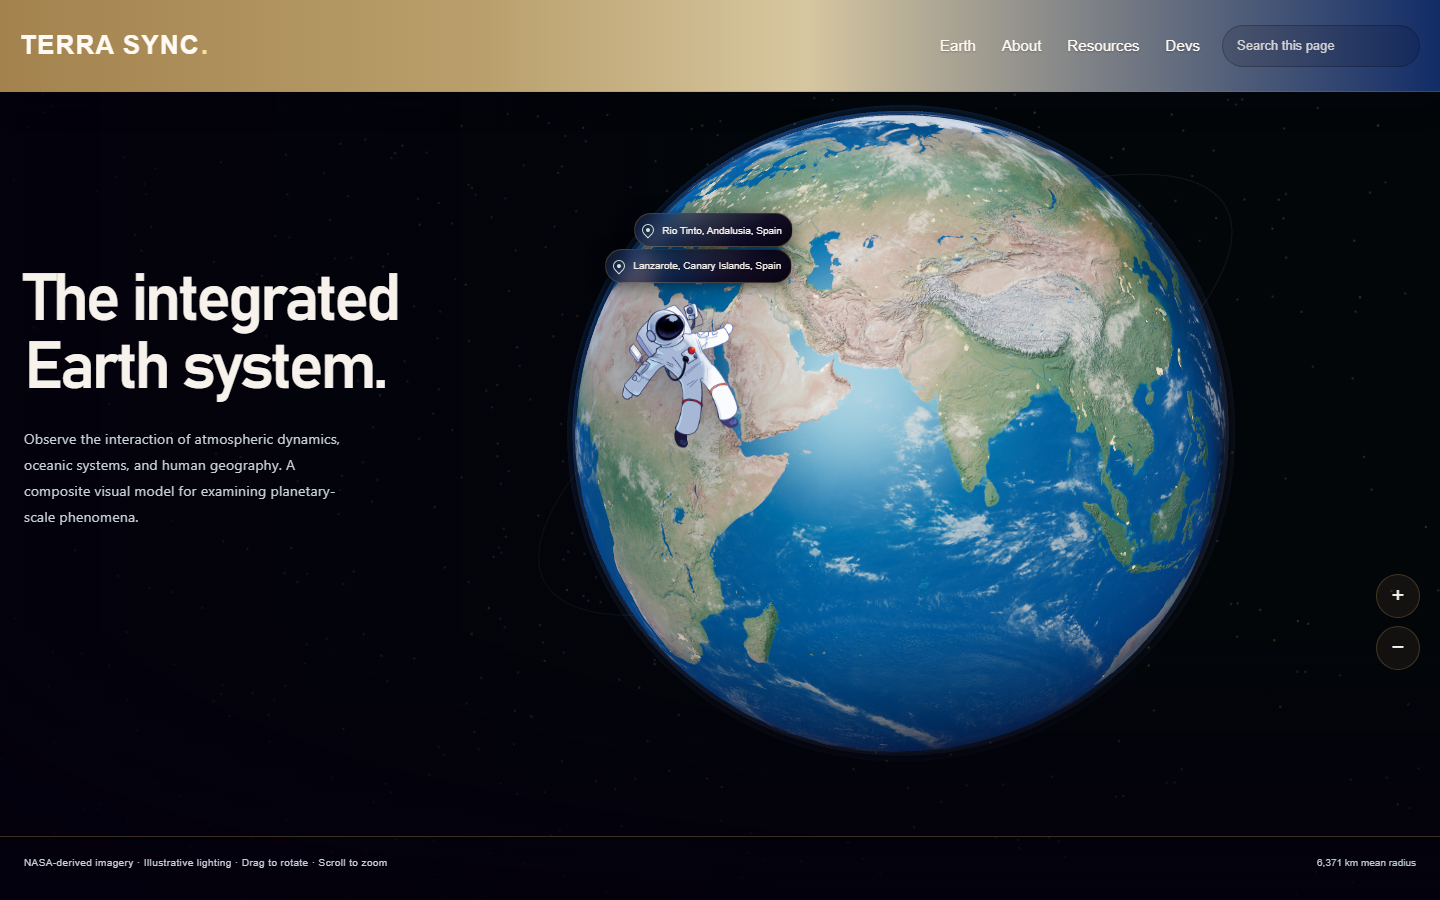 TERRA SYNC.
Earth
About
Resources
Devs
Search this page
Rio Tinto, Andalusia, Spain
Lanzarote, Canary Islands, Spain
The integrated
Earth system.
Observe the interaction of atmospheric dynamics,
oceanic systems, and human geography. A
composite visual model for examining planetary-
scale phenomena.
+
−
NASA-derived imagery · Illustrative lighting · Drag to rotate · Scroll to zoom
6,371 km mean radius